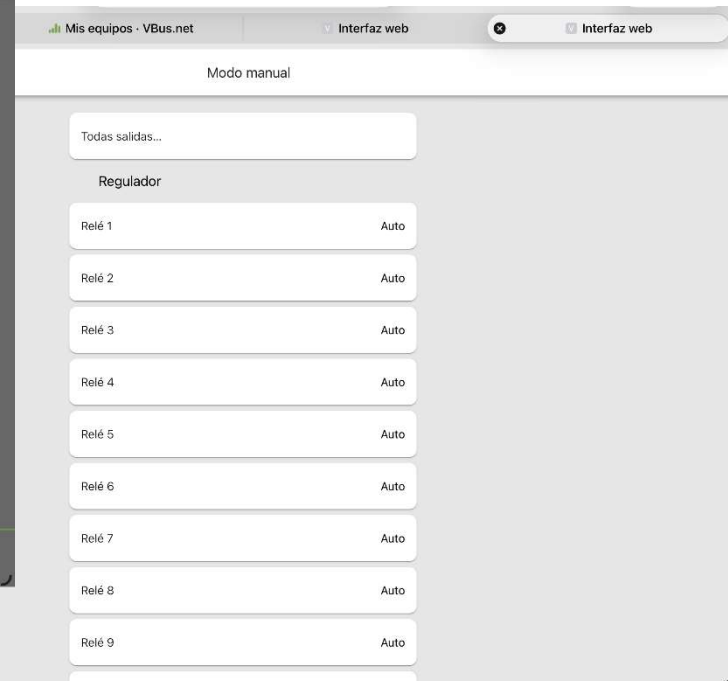 Mis equipos · VBus.net
Interfaz web
Interfaz web
Modo manual
Todas salidas...
Regulador
Relé 1 Auto
Relé 2 Auto
Relé 3 Auto
Relé 4 Auto
Relé 5 Auto
Relé 6 Auto
Relé 7 Auto
Relé 8 Auto
Relé 9 Auto